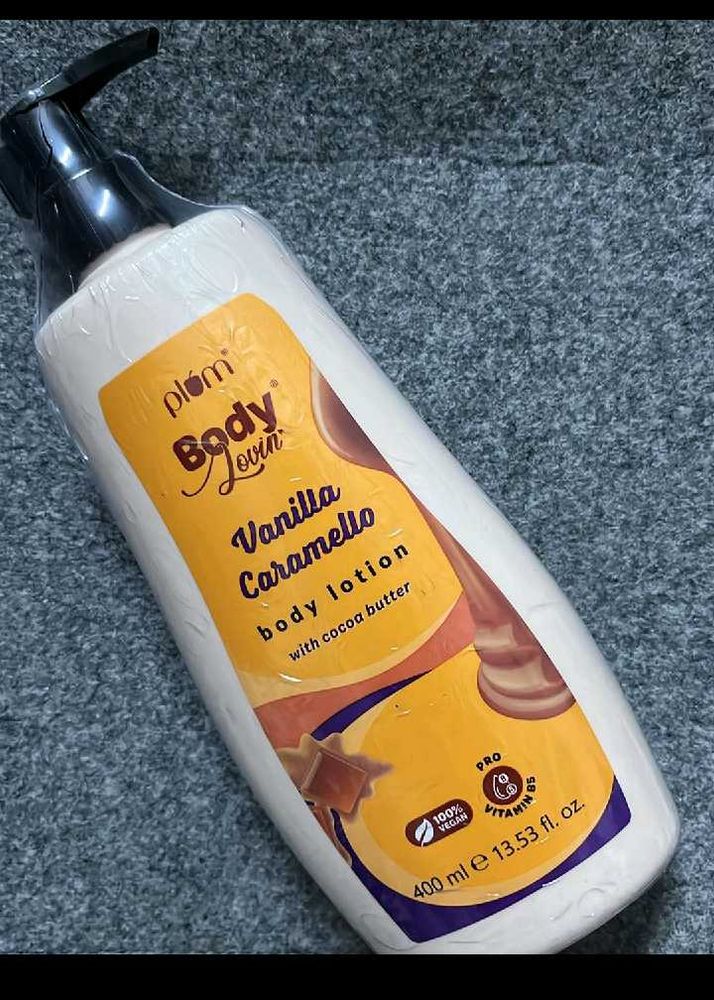 plum®
Body®
Lovin'
Vanilla
Caramello
body lotion
with cocoa butter
PRO
VITAMIN B5
100%
VEGAN
400 ml ℮ 13.53 fl. oz.